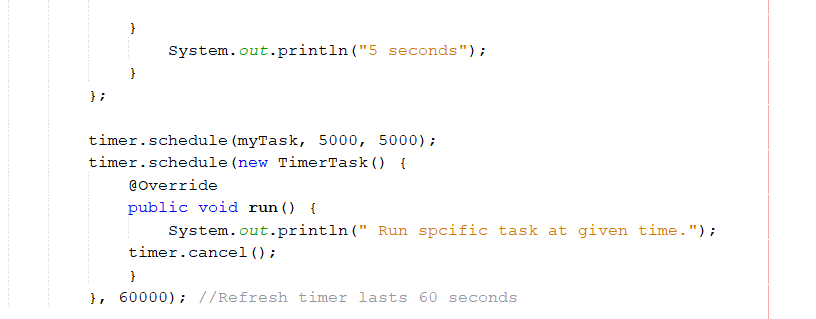 }
System.out.println("5 seconds");
}
};
timer.schedule(myTask, 5000, 5000);
timer.schedule(new TimerTask() {
@Override
public void run() {
System.out.println(" Run spcific task at given time.");
timer.cancel();
}
}, 60000); //Refresh timer lasts 60 seconds